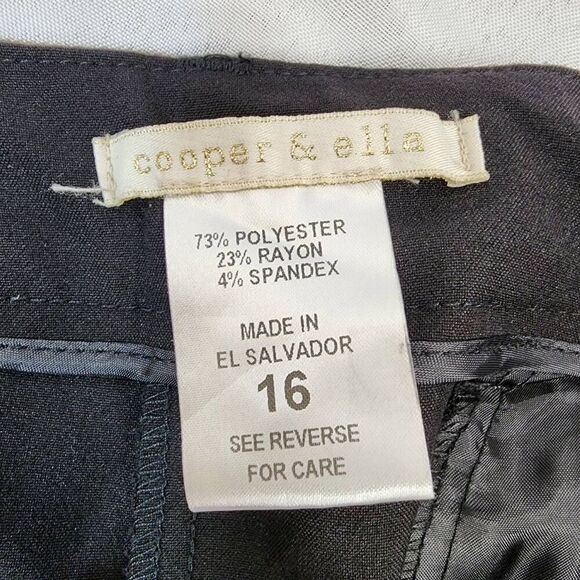 cooper & ella
73% POLYESTER
23% RAYON
4% SPANDEX
MADE IN
EL SALVADOR
16
SEE REVERSE
FOR CARE